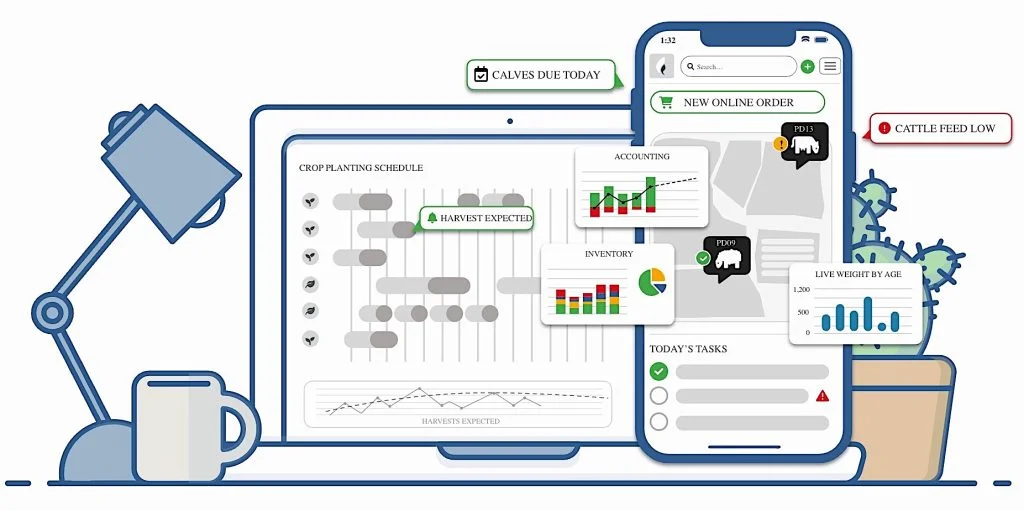 1:32
CALVES DUE TODAY
Search...
NEW ONLINE ORDER
CATTLE FEED LOW
PD13
ACCOUNTING
CROP PLANTING SCHEDULE
HARVEST EXPECTED
PD09
INVENTORY
LIVE WEIGHT BY AGE
1,200
500
0
TODAY'S TASKS
HARVESTS EXPECTED